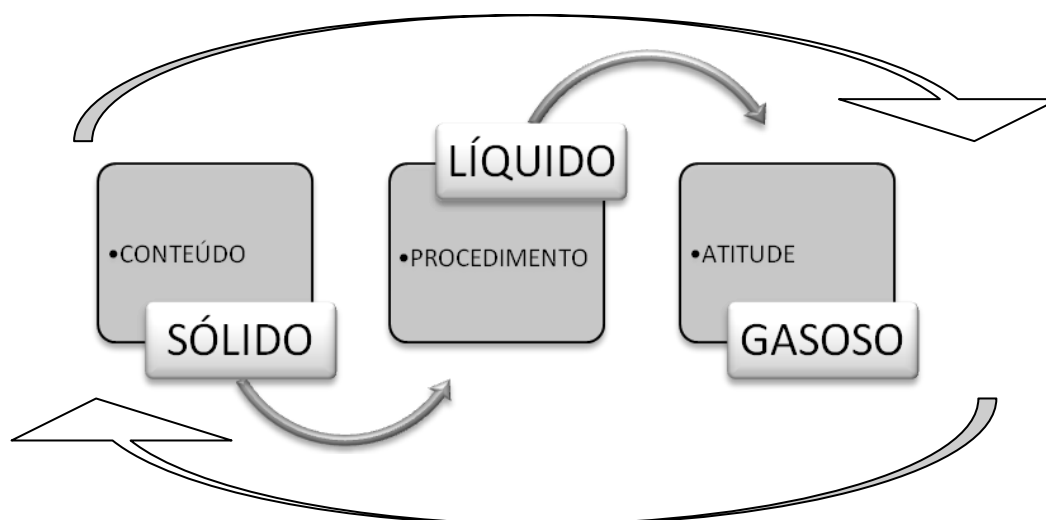 •CONTEÚDO
SÓLIDO
LÍQUIDO
•PROCEDIMENTO
•ATITUDE
GASOSO